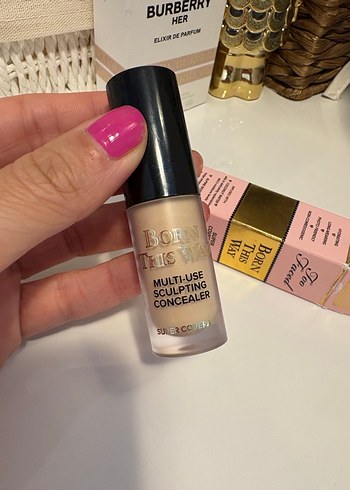 BURBERRY
HER
ELIXIR DE PARFUM
BORN
THIS WAY
MULTI-USE
SCULPTING
CONCEALER
SUPER COVERAGE
BORN
THIS
WAY
Too
Faced